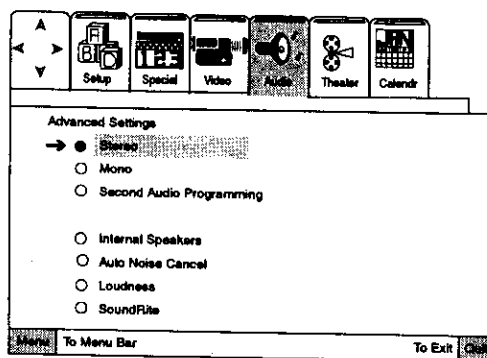 Setup Special Video Audio Theater Calendr
Advanced Settings
Stereo
Mono
Second Audio Programming
Internal Speakers
Auto Noise Cancel
Loudness
SoundRite
Menu To Menu Bar To Exit